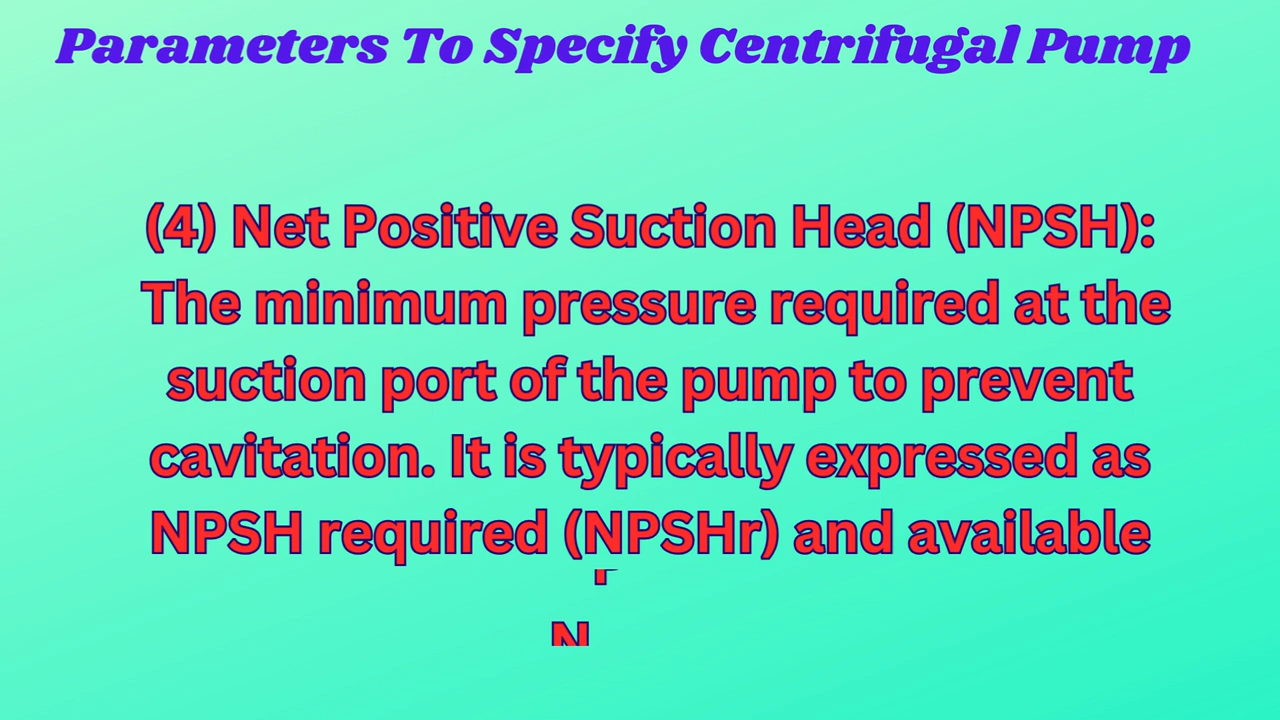 Parameters To Specify Centrifugal Pump
(4) Net Positive Suction Head (NPSH):
The minimum pressure required at the
suction port of the pump to prevent
cavitation. It is typically expressed as
NPSH required (NPSHr) and available